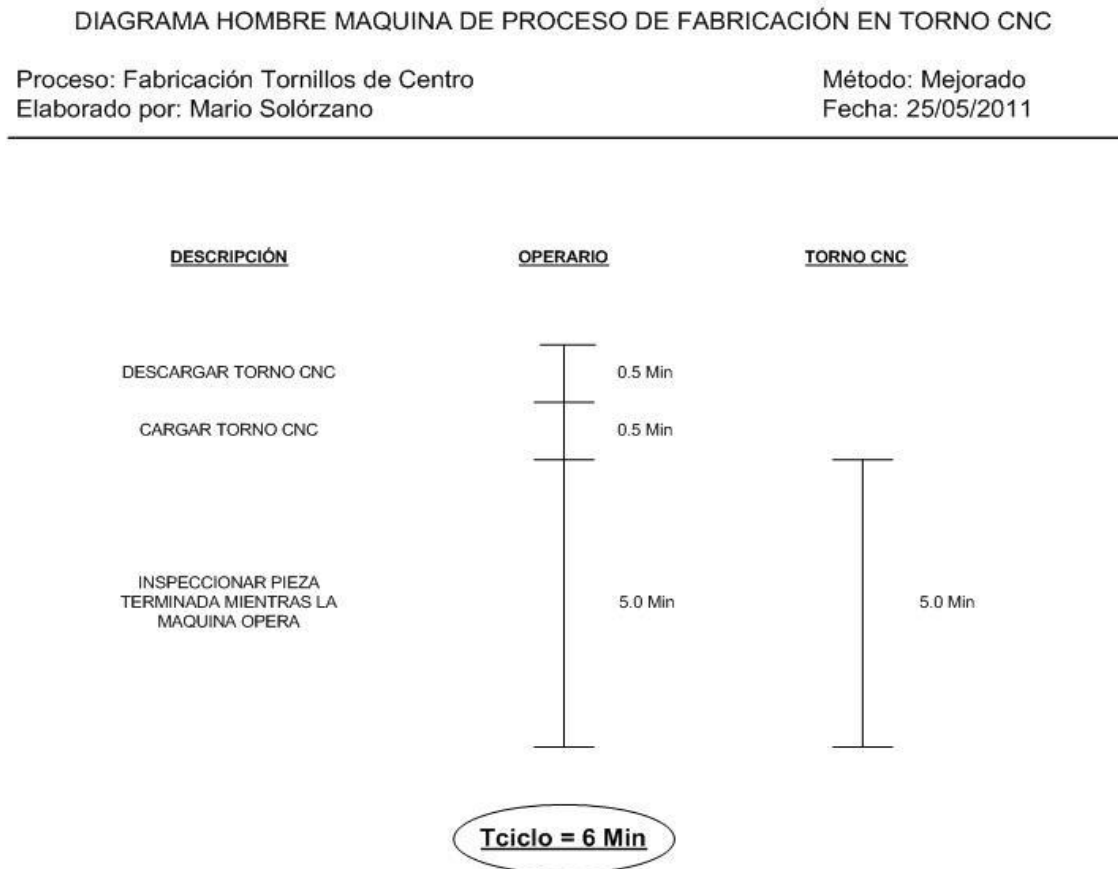 DIAGRAMA HOMBRE MAQUINA DE PROCESO DE FABRICACIÓN EN TORNO CNC
Proceso: Fabricación Tornillos de Centro
Método: Mejorado
Elaborado por: Mario Solórzano
Fecha: 25/05/2011
DESCRIPCIÓN
OPERARIO
TORNO CNC
DESCARGAR TORNO CNC
0.5 Min
CARGAR TORNO CNC
0.5 Min
INSPECCIONAR PIEZA
TERMINADA MIENTRAS LA
MAQUINA OPERA
5.0 Min
5.0 Min
Tciclo = 6 Min